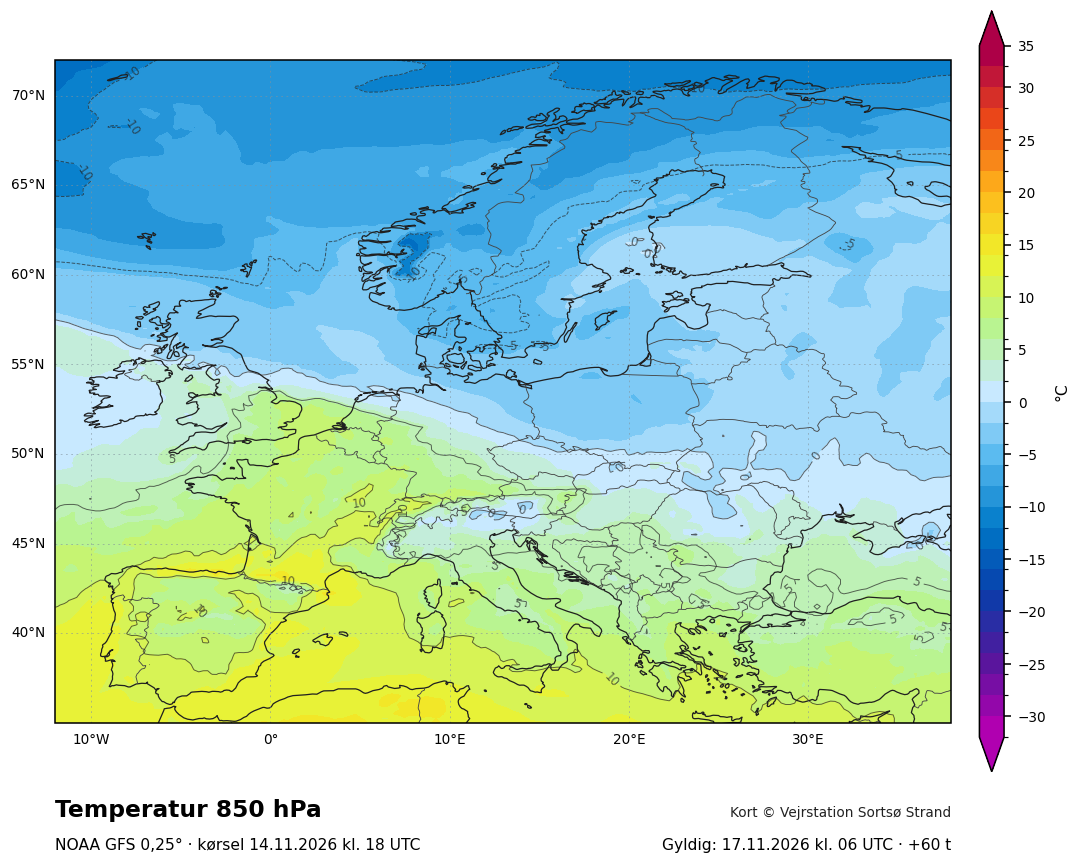 70°N
65°N
60°N
55°N
50°N
45°N
40°N
10°W
0°
10°E
20°E
30°E
35
30
25
20
15
10
5
0
−5
−10
−15
−20
−25
−30
°C
Temperatur 850 hPa
Kort © Vejrstation Sortsø Strand
NOAA GFS 0,25° · kørsel 14.11.2026 kl. 18 UTC
Gyldig: 17.11.2026 kl. 06 UTC · +60 t